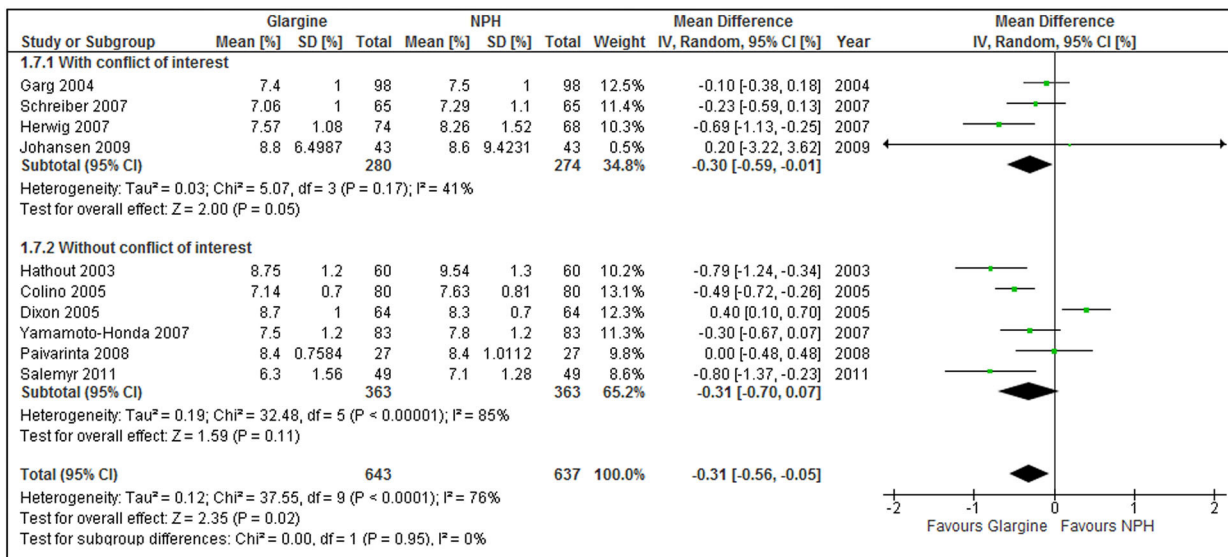 Glargine NPH Mean Difference Mean Difference
Study or Subgroup Mean [%] SD [%] Total Mean [%] SD [%] Total Weight IV, Random, 95% CI [%] Year IV, Random, 95% CI [%]
1.7.1 With conflict of interest
Garg 2004 7.4 1 98 7.5 1 98 12.5% -0.10 [-0.38, 0.18] 2004
Schreiber 2007 7.06 1 65 7.29 1.1 65 11.4% -0.23 [-0.59, 0.13] 2007
Herwig 2007 7.57 1.08 74 8.26 1.52 68 10.3% -0.69 [-1.13, -0.25] 2007
Johansen 2009 8.8 6.4987 43 8.6 9.4231 43 0.5% 0.20 [-3.22, 3.62] 2009
Subtotal (95% CI) 280 274 34.8% -0.30 [-0.59, -0.01]
Heterogeneity: Tau² = 0.03; Chi² = 5.07, df = 3 (P = 0.17); I² = 41%
Test for overall effect: Z = 2.00 (P = 0.05)
1.7.2 Without conflict of interest
Hathout 2003 8.75 1.2 60 9.54 1.3 60 10.2% -0.79 [-1.24, -0.34] 2003
Colino 2005 7.14 0.7 80 7.63 0.81 80 13.1% -0.49 [-0.72, -0.26] 2005
Dixon 2005 8.7 1 64 8.3 0.7 64 12.3% 0.40 [0.10, 0.70] 2005
Yamamoto-Honda 2007 7.5 1.2 83 7.8 1.2 83 11.3% -0.30 [-0.67, 0.07] 2007
Paivarinta 2008 8.4 0.7584 27 8.4 1.0112 27 9.8% 0.00 [-0.48, 0.48] 2008
Salemyr 2011 6.3 1.56 49 7.1 1.28 49 8.6% -0.80 [-1.37, -0.23] 2011
Subtotal (95% CI) 363 363 65.2% -0.31 [-0.70, 0.07]
Heterogeneity: Tau² = 0.19; Chi² = 32.48, df = 5 (P < 0.00001); I² = 85%
Test for overall effect: Z = 1.59 (P = 0.11)
Total (95% CI) 643 637 100.0% -0.31 [-0.56, -0.05]
Heterogeneity: Tau² = 0.12; Chi² = 37.55, df = 9 (P < 0.0001); I² = 76%
Test for overall effect: Z = 2.35 (P = 0.02)
Test for subgroup differences: Chi² = 0.00, df = 1 (P = 0.95), I² = 0%
-2 -1 0 1 2
Favours Glargine Favours NPH